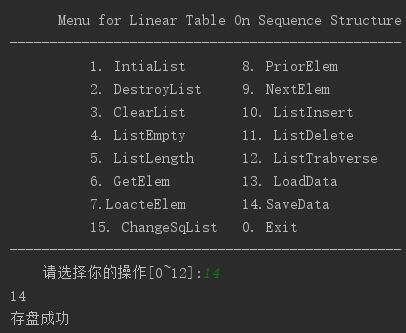 Menu for Linear Table On Sequence Structure
-------------------------------------------------
1. IntiaList 8. PriorElem
2. DestroyList 9. NextElem
3. ClearList 10. ListInsert
4. ListEmpty 11. ListDelete
5. ListLength 12. ListTrabverse
6. GetElem 13. LoadData
7.LoacteElem 14.SaveData
15. ChangeSqList 0. Exit
-------------------------------------------------
请选择你的操作[0~12]:14
14
存盘成功